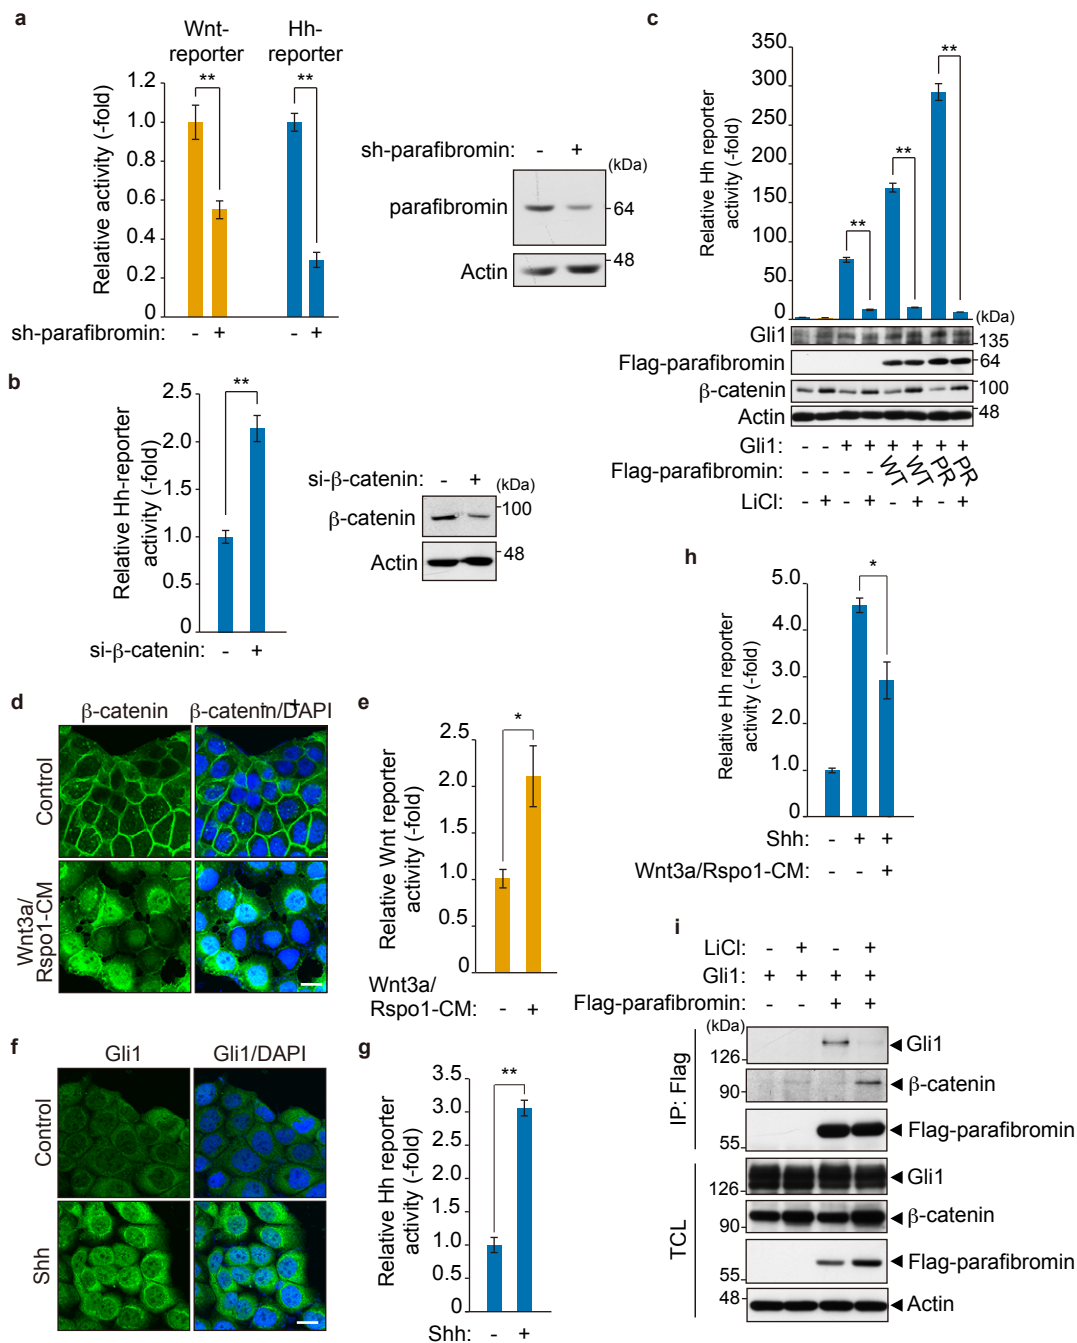 a
Wnt-
reporter
Hh-
reporter
Relative activity (-fold)
1.2
1.0
0.8
0.6
0.4
0.2
0
** **
sh-parafibromin: - + - +
sh-parafibromin: - +
(kDa)
parafibromin
64
Actin
48
b
Relative Hh-reporter
activity (-fold)
2.5
2.0
1.5
1.0
0.5
0
**
si-β-catenin: - +
si-β-catenin: - +
(kDa)
β-catenin
100
Actin
48
c
Relative Hh reporter
activity (-fold)
350
300
250
200
150
100
50
0
** ** **
(kDa)
Gli1
135
Flag-parafibromin
64
β-catenin
100
Actin
48
Gli1: - - + + + + + +
Flag-parafibromin: - - - - WT WT PR PR
LiCl: - + - + - + - +
d
β-catenin
β-catenin/DAPI
- +
Control
Wnt3a/
Rspo1-CM
e
Relative Wnt reporter
activity (-fold)
2.5
2.0
1.5
1.0
0.5
0
*
Wnt3a/
Rspo1-CM: - +
f
Gli1
Gli1/DAPI
Control
Shh
g
Relative Hh reporter
activity (-fold)
3.5
3.0
2.5
2.0
1.5
1.0
0.5
0
**
Shh: - +
h
Relative Hh reporter
activity (-fold)
5.0
4.0
3.0
2.0
1.0
0
*
Shh: - + +
Wnt3a/Rspo1-CM: - - +
i
LiCl: - + - +
Gli1: + + + +
Flag-parafibromin: - - + +
(kDa)
IP: Flag
126
Gli1
90
β-catenin
55
Flag-parafibromin
TCL
126
Gli1
90
β-catenin
55
Flag-parafibromin
48
Actin